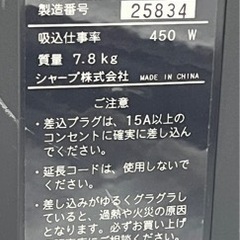 製造番号 25834
吸込仕事率 450 W
質量 7.8kg
シャープ株式会社 MADE IN CHINA
ご注意
・差込プラグは、15A以上の
コンセントに確実に差し込ん
でください。
・延長コードは、使用しない
でください。
・差し込みがゆるくグラグラし
ていると、過熱や火災の原因
となります。お買い上げ